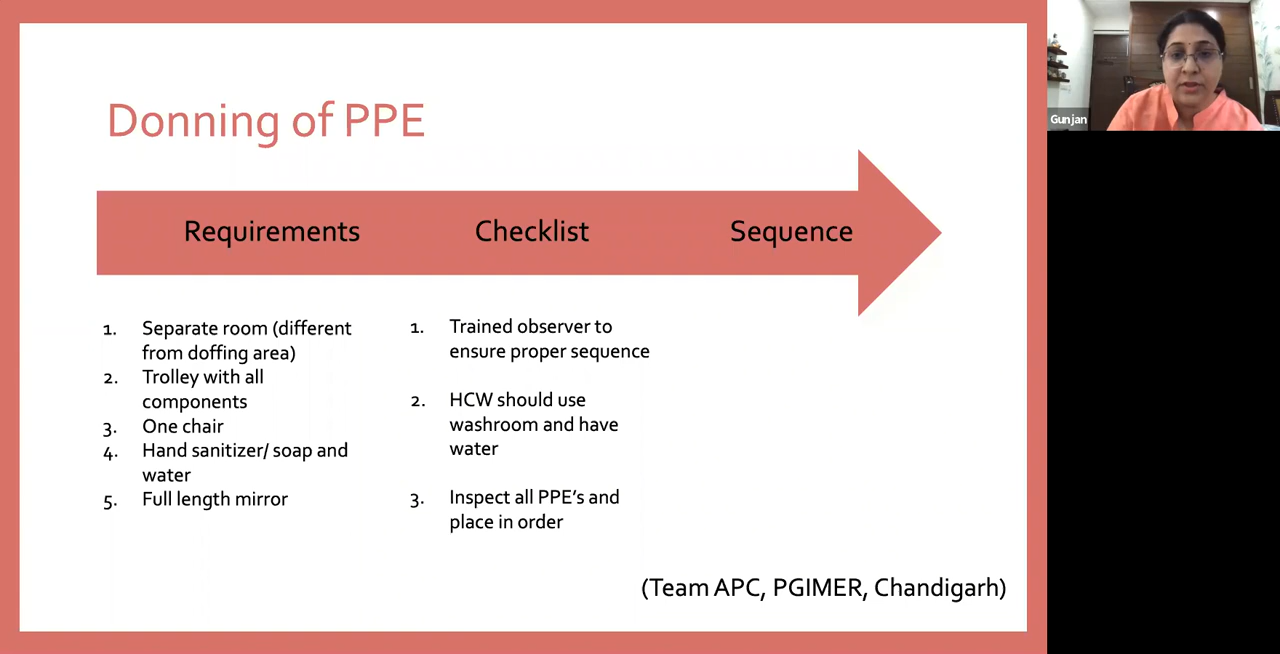 Donning of PPE
Requirements
Checklist
Sequence
1. Separate room (different
from doffing area)
2. Trolley with all
components
3. One chair
4. Hand sanitizer/ soap and
water
5. Full length mirror
1. Trained observer to
ensure proper sequence
2. HCW should use
washroom and have
water
3. Inspect all PPE's and
place in order
(Team APC, PGIMER, Chandigarh)
Gunjan